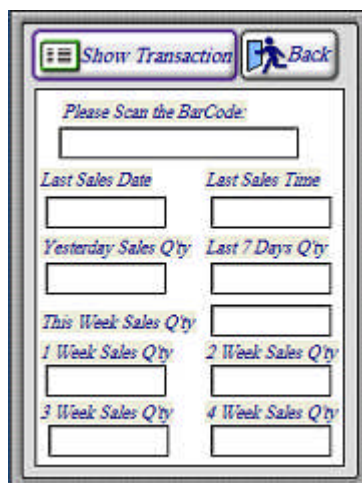 Show Transaction Back
Please Scan the BarCode:
Last Sales Date Last Sales Time
Yesterday Sales Q'ty Last 7 Days Q'ty
This Week Sales Q'ty
1 Week Sales Q'ty 2 Week Sales Q'ty
3 Week Sales Q'ty 4 Week Sales Q'ty